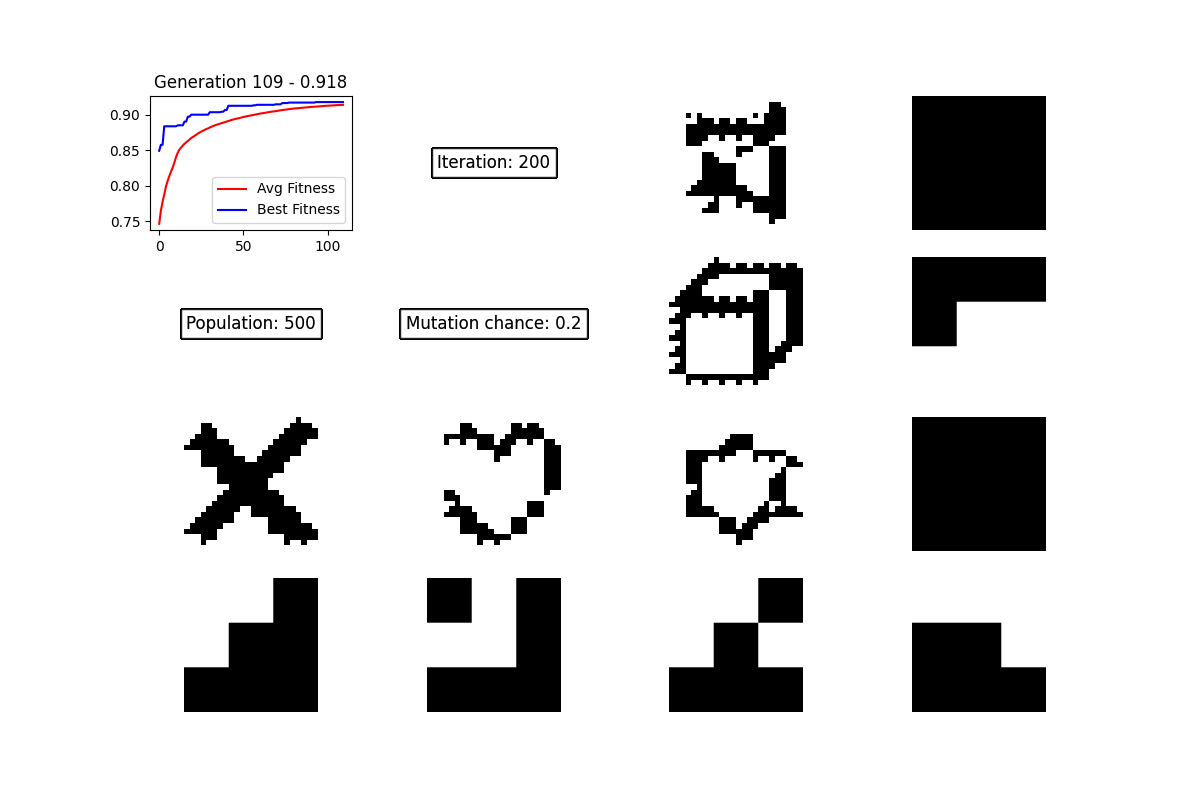 Generation 109 - 0.918
0.90
0.85
0.80
0.75
0
50
100
Avg Fitness
Best Fitness
Iteration: 200
Population: 500
Mutation chance: 0.2